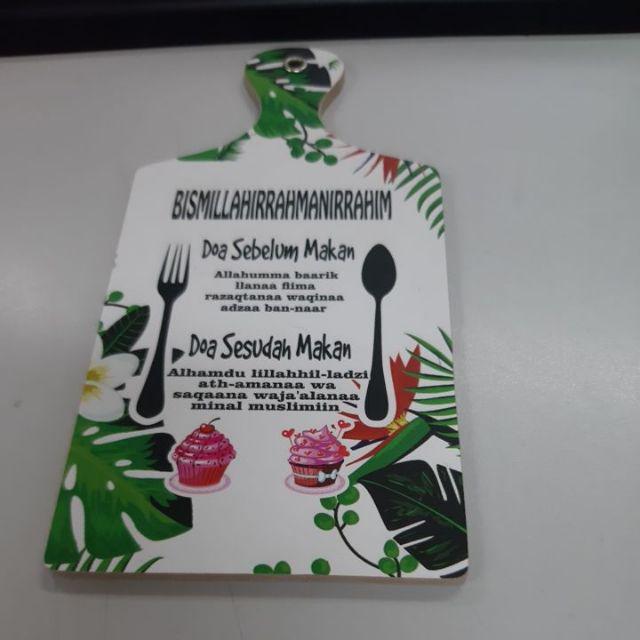 BISMILLAHIRRAHMANIRRAHIM
Doa Sebelum Makan
Allahumma baarik
llanaa fiima
razaqtanaa waqinaa
adzaa ban-naar
Doa Sesudah Makan
Alhamdu lillahhil-ladzi
ath-amanaa wa
saqaana waja'alanaa
minal muslimiin